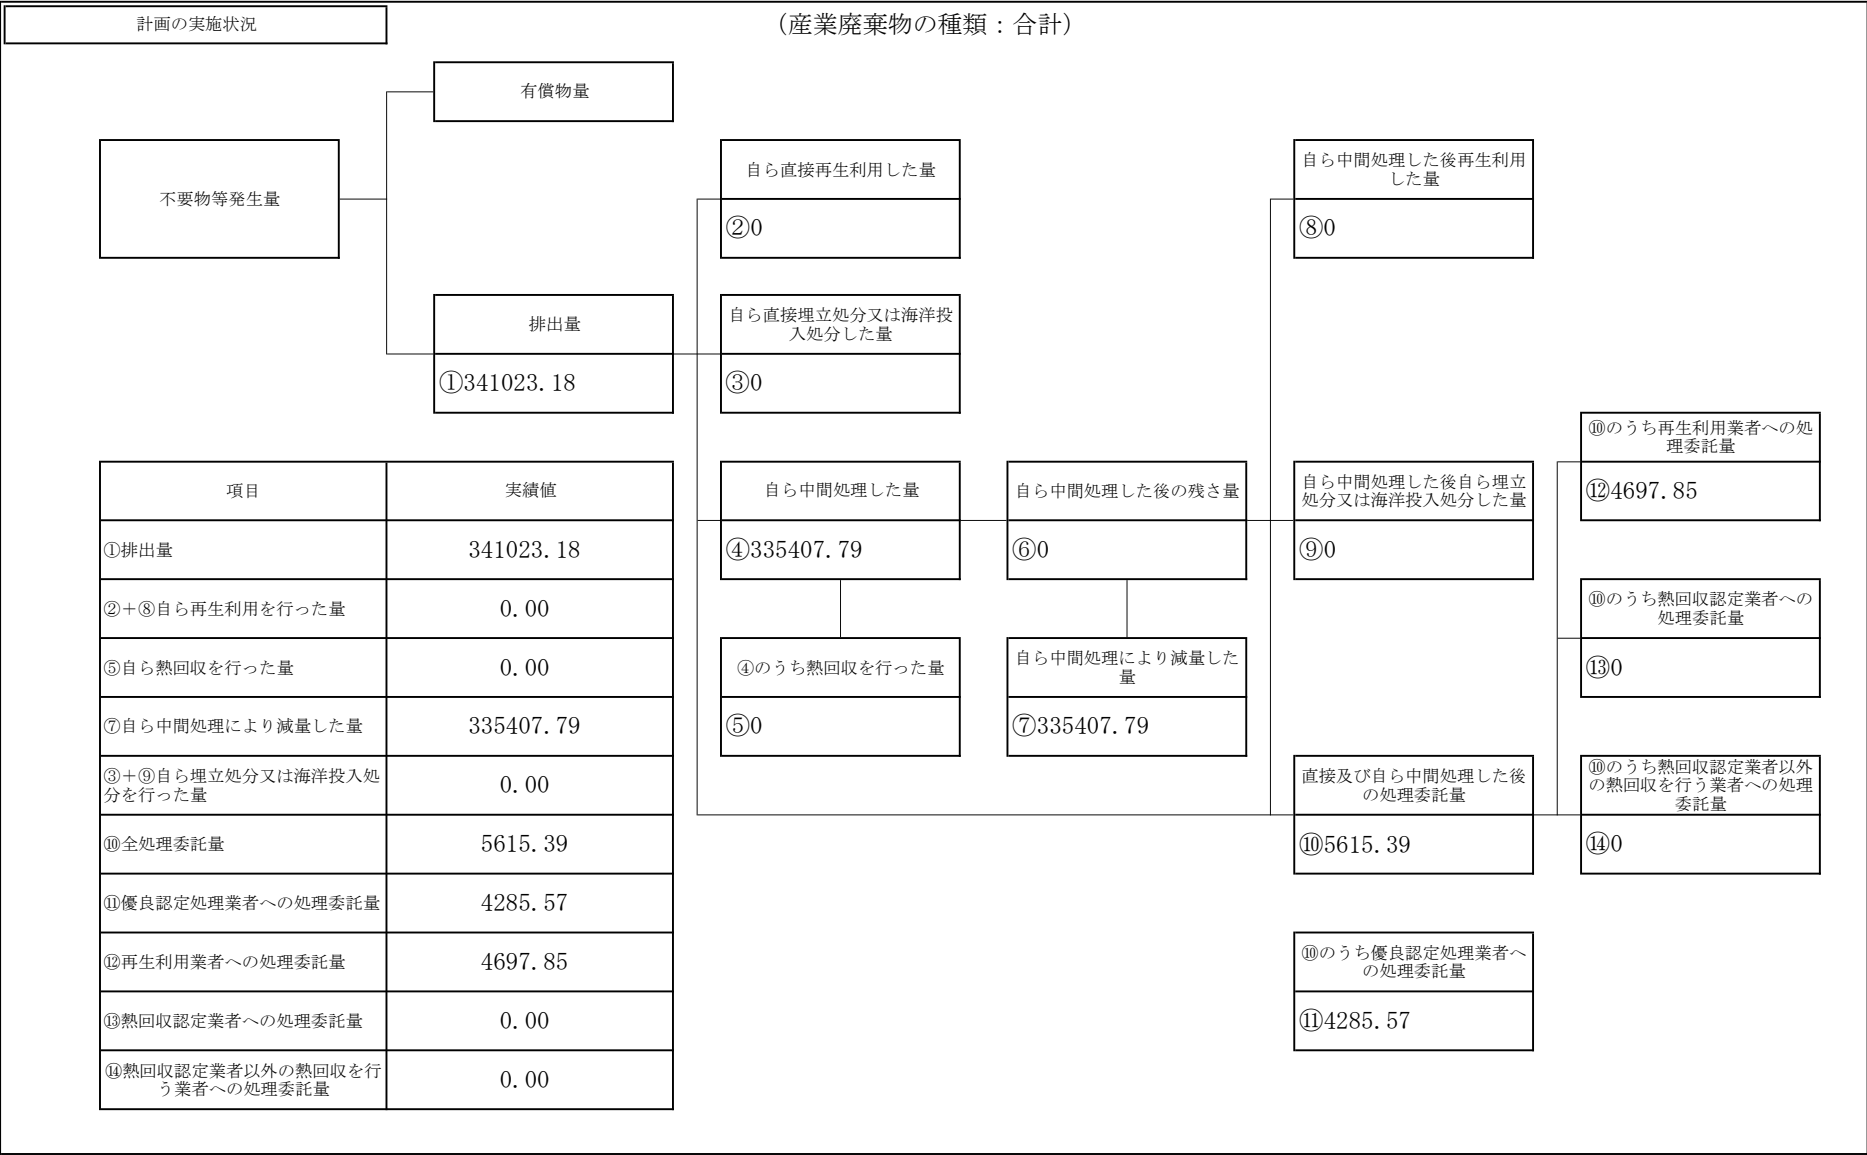 計画の実施状況
（産業廃棄物の種類：合計）
有償物量
不要物等発生量
自ら直接再生利用した量
②0
自ら中間処理した後再生利用
した量
⑧0
排出量
①341023.18
自ら直接埋立処分又は海洋投
入処分した量
③0
⑩のうち再生利用業者への処
理委託量
⑫4697.85
自ら中間処理した量
④335407.79
自ら中間処理した後の残さ量
⑥0
自ら中間処理した後自ら埋立
処分又は海洋投入処分した量
⑨0
⑩のうち熱回収認定業者への
処理委託量
⑬0
④のうち熱回収を行った量
⑤0
自ら中間処理により減量した
量
⑦335407.79
直接及び自ら中間処理した後
の処理委託量
⑩5615.39
⑩のうち熱回収認定業者以外
の熱回収を行う業者への処理
委託量
⑭0
⑩のうち優良認定処理業者へ
の処理委託量
⑪4285.57
項目 実績値
①排出量 341023.18
②＋⑧自ら再生利用を行った量 0.00
⑤自ら熱回収を行った量 0.00
⑦自ら中間処理により減量した量 335407.79
③＋⑨自ら埋立処分又は海洋投入処
分を行った量 0.00
⑩全処理委託量 5615.39
⑪優良認定処理業者への処理委託量 4285.57
⑫再生利用業者への処理委託量 4697.85
⑬熱回収認定業者への処理委託量 0.00
⑭熱回収認定業者以外の熱回収を行
う業者への処理委託量 0.00